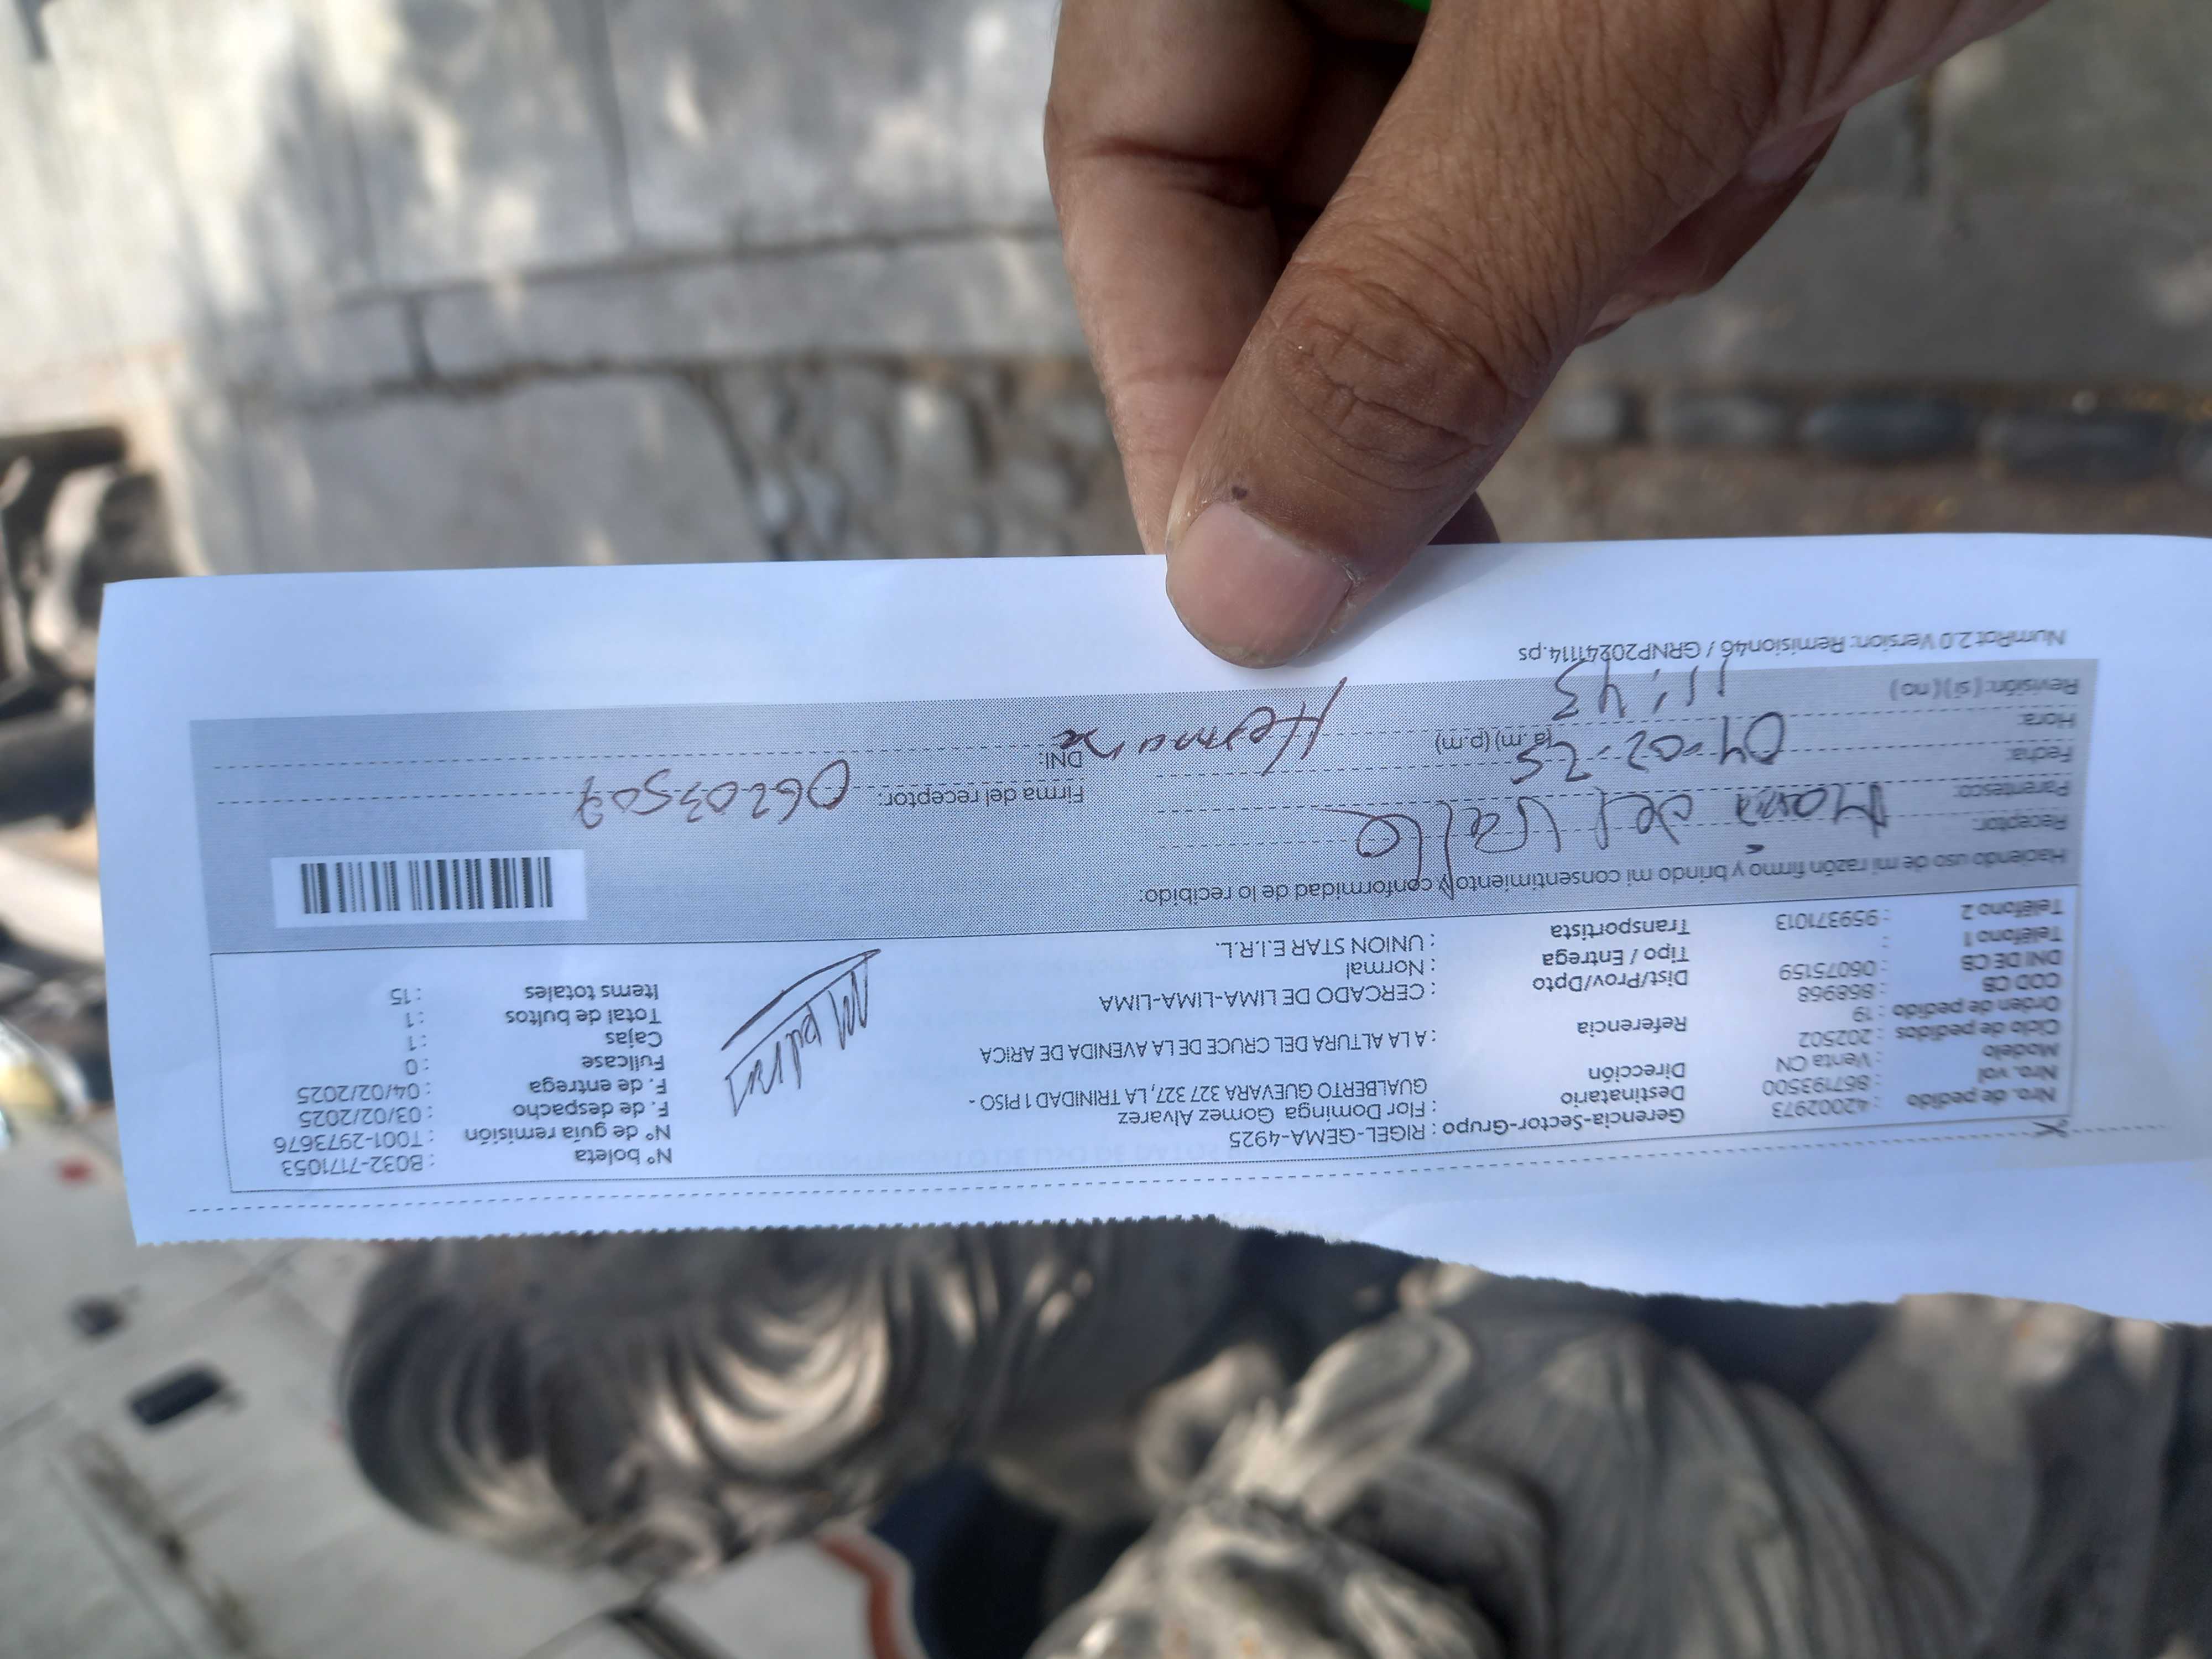 Nro. de pedido : 42002973
Nro. vol : 867193500
Modelo : Venta CN
Ciclo de pedidos : 202502
Orden de pedido : 19
COD CB : 868968
DNI DE CB : 06075159
Teléfono 1 :
Teléfono 2 : 959371013
Gerencia-Sector-Grupo : RIGEL-GEMA-4925
Destinatario : Flor Dominga Gomez Alvarez
Dirección GUALBERTO GUEVARA 327 327, LA TRINIDAD 1 PISO -
Referencia : A LA ALTURA DEL CRUCE DE LA AVENIDA DE ARICA
Dist/Prov/Dpto : CERCADO DE LIMA-LIMA-LIMA
Tipo / Entrega : Normal
Transportista : UNION STAR E.I.R.L.
N° boleta : B032-7171053
N° de guía remisión : T001-2973676
F. de despacho : 03/02/2025
F. de entrega : 04/02/2025
Fullcase : 0
Cajas : 1
Total de bultos : 1
Items totales : 15
Haciendo uso de mi razón firmo y brindo mi consentimiento y conformidad de lo recibido:
Receptor: María del Valle
Parentesco:
Fecha: 04-02-25
Hora: 11:43 (a.m) (p.m)
Revisión: ( si ) ( no )
Firma del receptor: 06203507
DNI:
NumRot 2.0 Version: Remision46 / GRNP20241114.ps